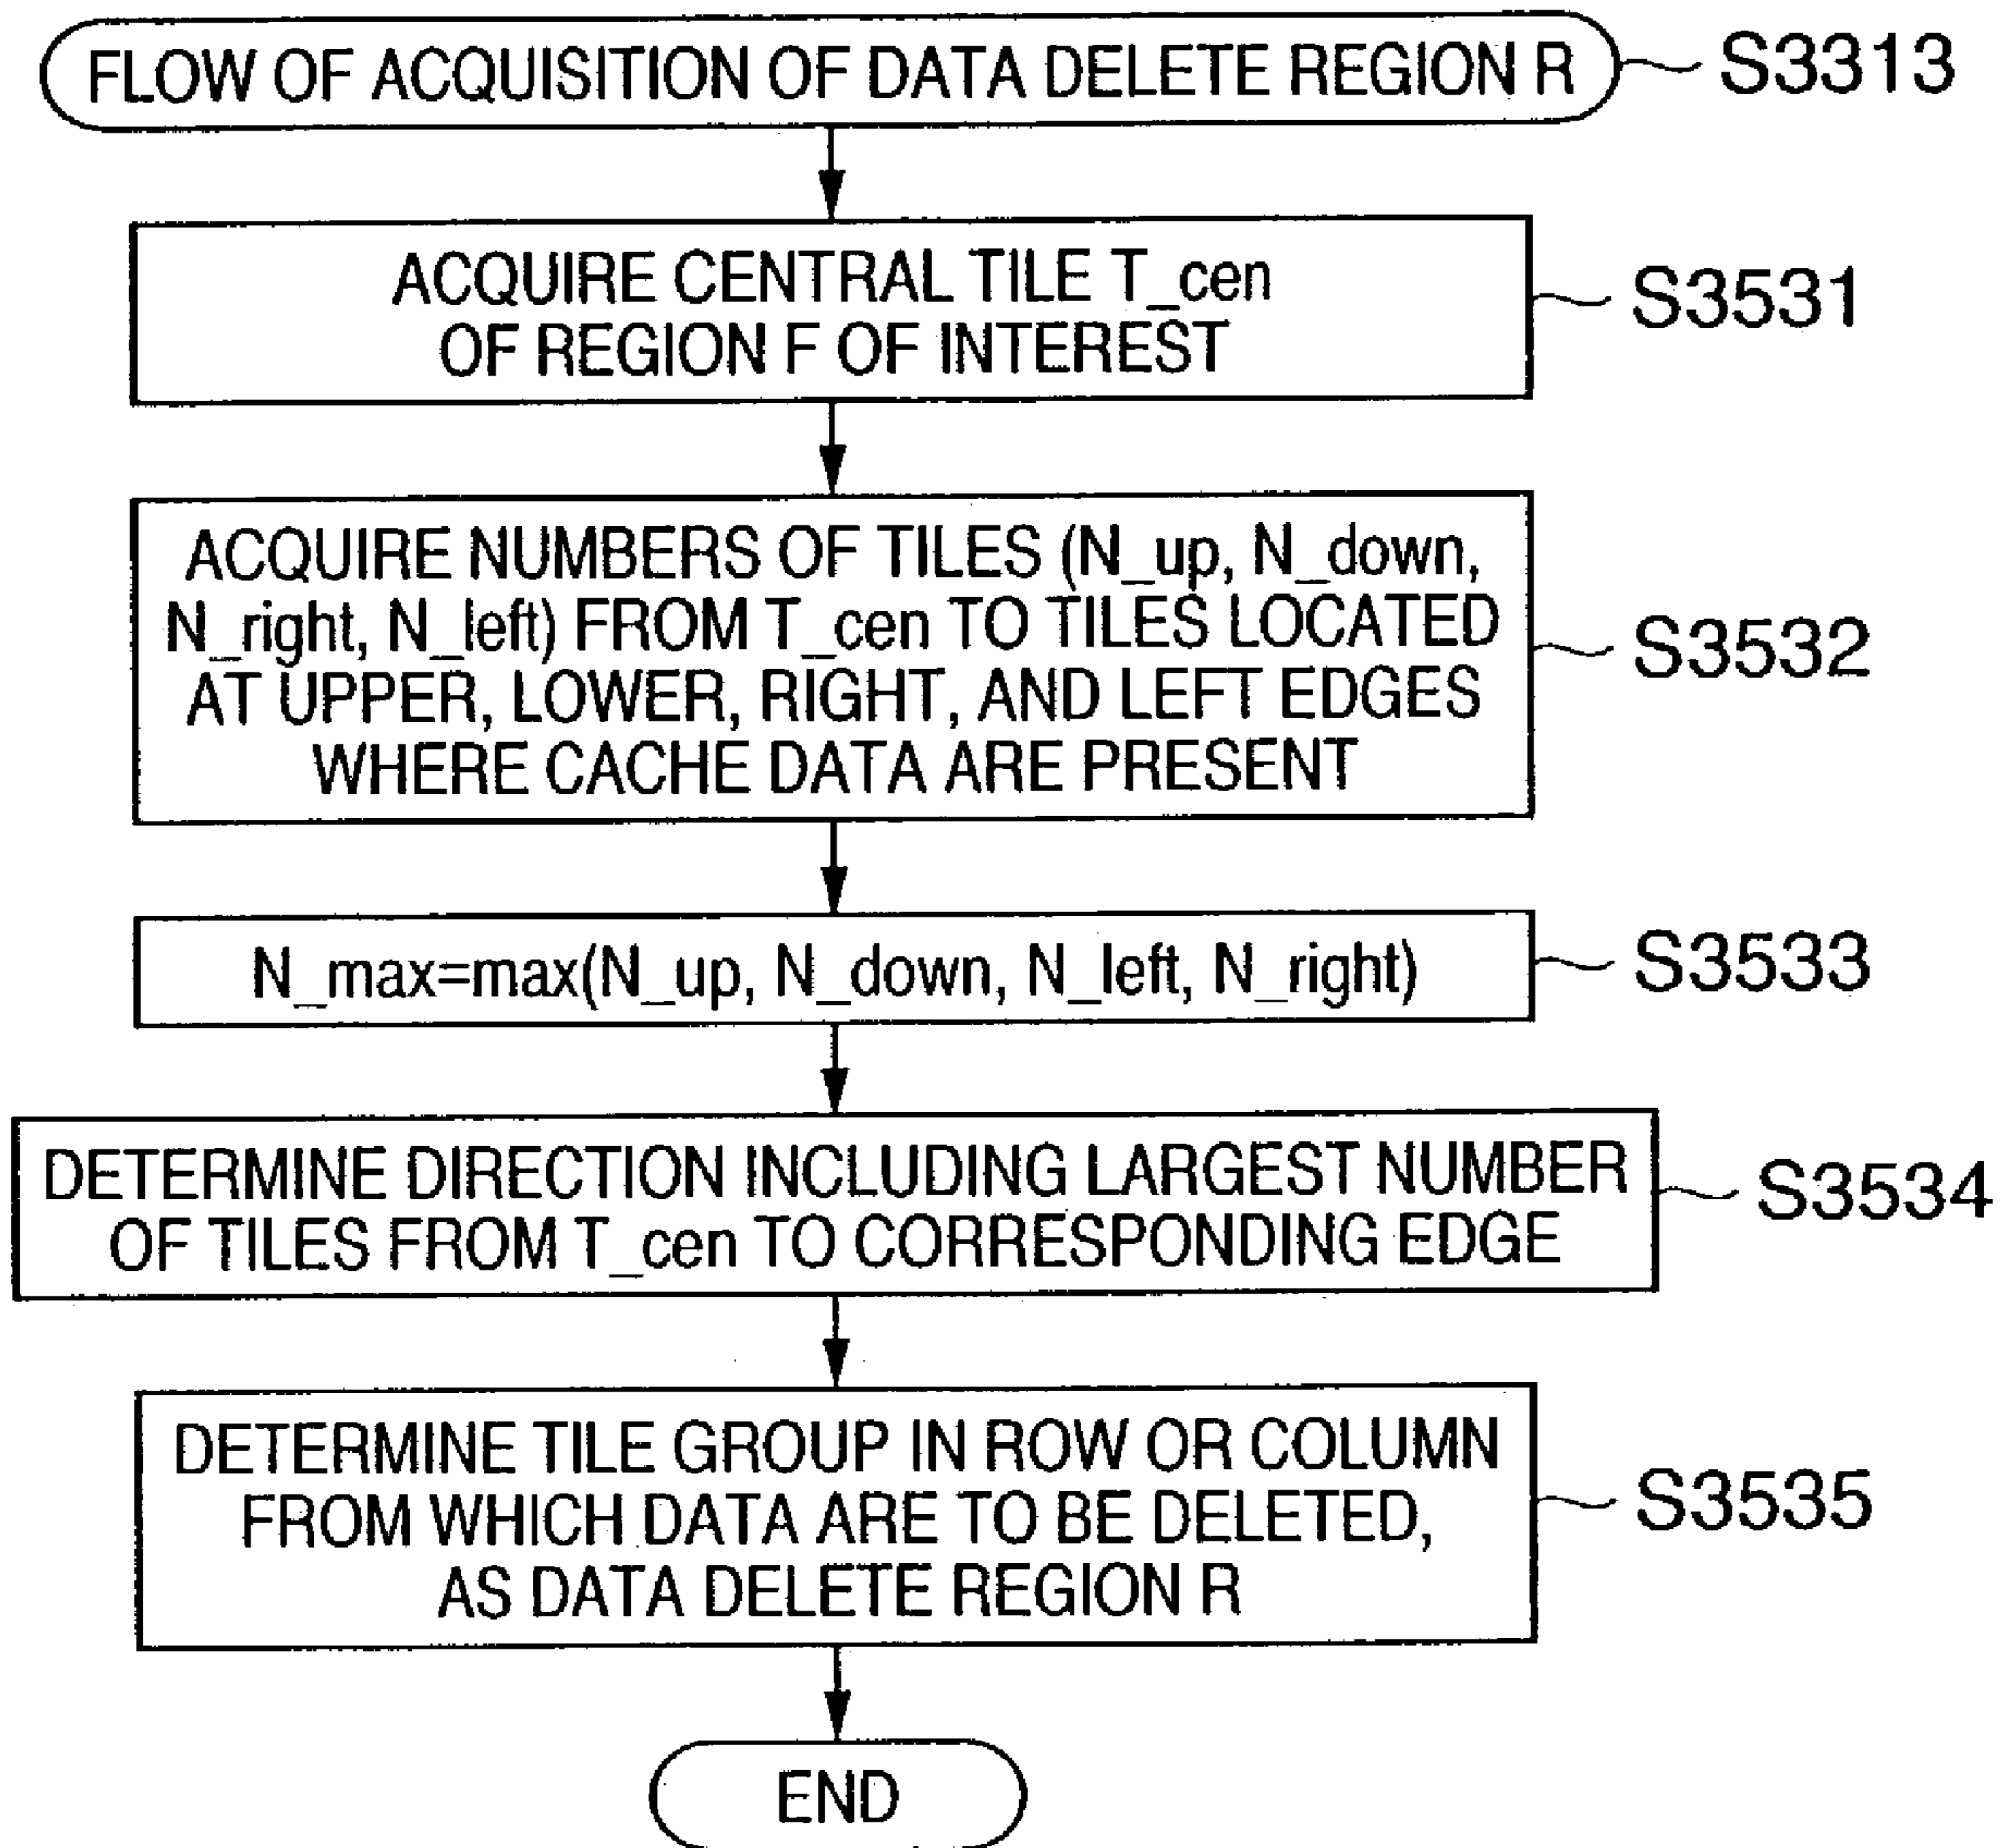 FLOW OF ACQUISITION OF DATA DELETE REGION R
S3313
ACQUIRE CENTRAL TILE T_cen
OF REGION F OF INTEREST
S3531
ACQUIRE NUMBERS OF TILES (N_up, N_down,
N_right, N_left) FROM T_cen TO TILES LOCATED
AT UPPER, LOWER, RIGHT, AND LEFT EDGES
WHERE CACHE DATA ARE PRESENT
S3532
N_max=max(N_up, N_down, N_left, N_right)
S3533
DETERMINE DIRECTION INCLUDING LARGEST NUMBER
OF TILES FROM T_cen TO CORRESPONDING EDGE
S3534
DETERMINE TILE GROUP IN ROW OR COLUMN
FROM WHICH DATA ARE TO BE DELETED,
AS DATA DELETE REGION R
S3535
END